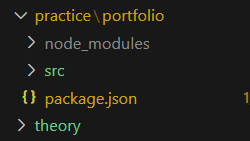 practice\portfolio
node_modules
src
{} package.json 1
theory